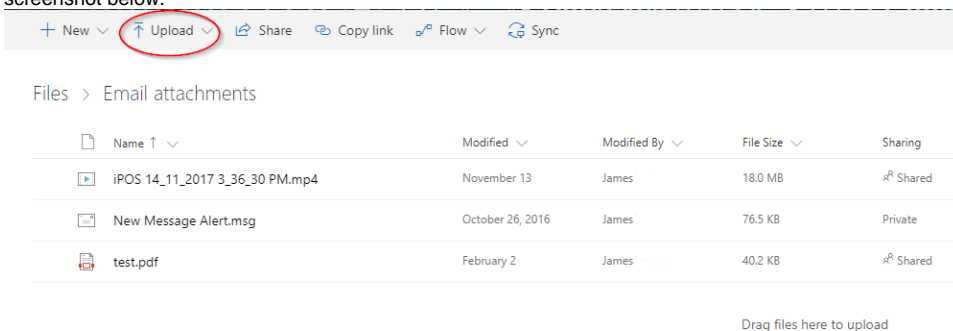 screenshot below.
New Upload Share Copy link Flow Sync
Files > Email attachments
Name ↑ Modified Modified By File Size Sharing
iPOS 14_11_2017 3_36_30 PM.mp4 November 13 James 18.0 MB Shared
New Message Alert.msg October 26, 2016 James 76.5 KB Private
test.pdf February 2 James 40.2 KB Shared
Drag files here to upload